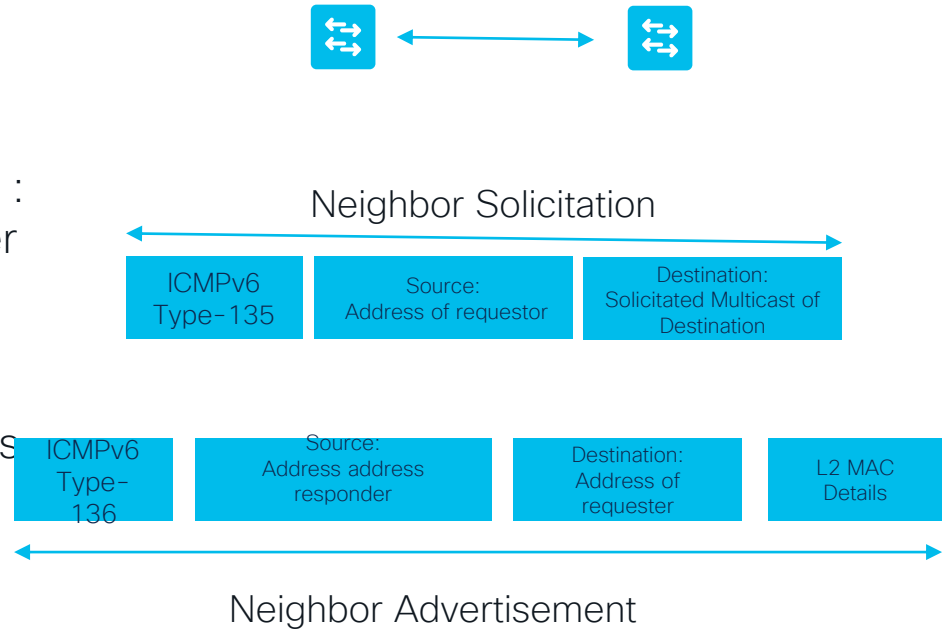 :
er
Neighbor Solicitation
ICMPv6
Type-135
Source:
Address of requestor
Destination:
Solicitated Multicast of
Destination
s
ICMPv6
Type-
136
Source:
Address address
responder
Destination:
Address of
requester
L2 MAC
Details
Neighbor Advertisement